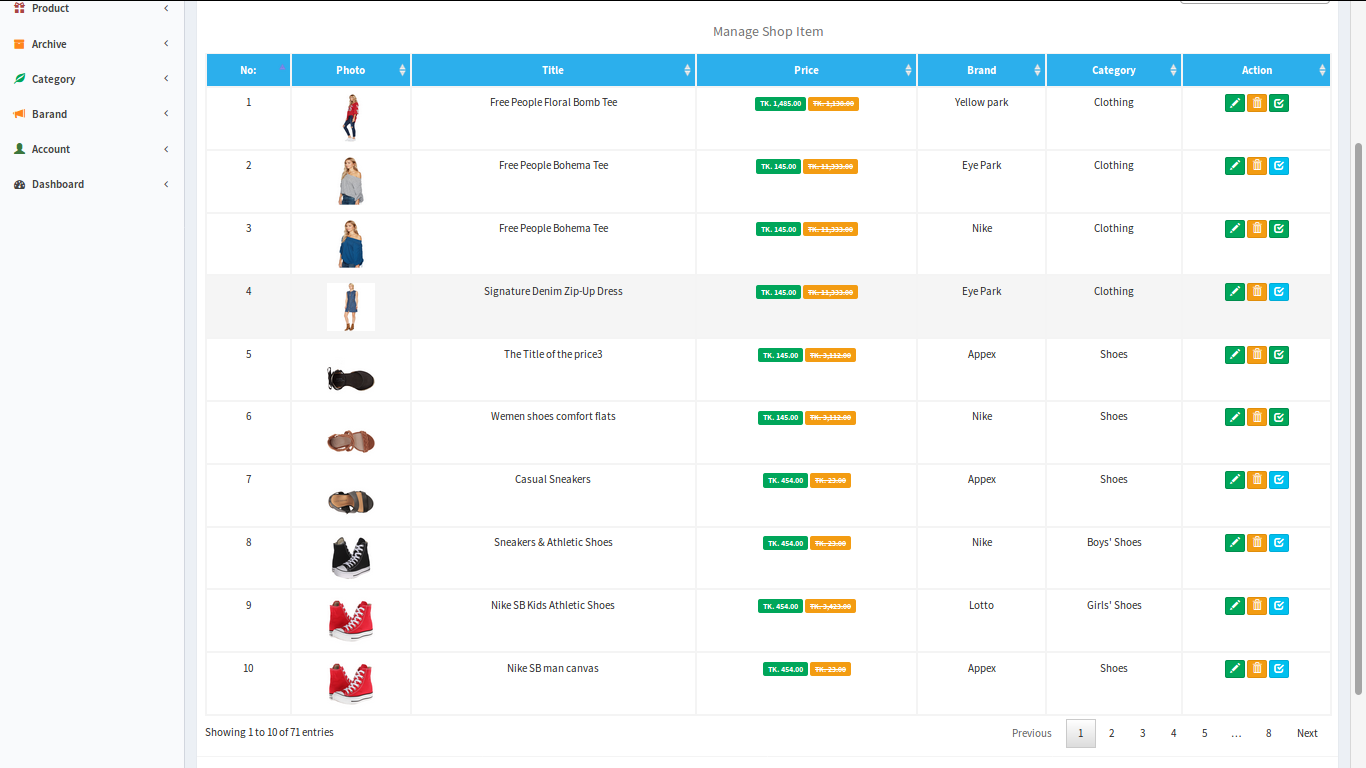 Product
Archive
Category
Barand
Account
Dashboard
Manage Shop Item
No: Photo Title Price Brand Category Action
1 Free People Floral Bomb Tee TK. 1,485.00 TK. 1,138.00 Yellow park Clothing
2 Free People Bohema Tee TK. 145.00 TK. 11,333.00 Eye Park Clothing
3 Free People Bohema Tee TK. 145.00 TK. 11,333.00 Nike Clothing
4 Signature Denim Zip-Up Dress TK. 145.00 TK. 11,333.00 Eye Park Clothing
5 The Title of the price3 TK. 145.00 TK. 3,112.00 Appex Shoes
6 Wemen shoes comfort flats TK. 145.00 TK. 3,112.00 Nike Shoes
7 Casual Sneakers TK. 454.00 TK. 23.00 Appex Shoes
8 Sneakers & Athletic Shoes TK. 454.00 TK. 23.00 Nike Boys' Shoes
9 Nike SB Kids Athletic Shoes TK. 454.00 TK. 3,423.00 Lotto Girls' Shoes
10 Nike SB man canvas TK. 454.00 TK. 23.00 Appex Shoes
Showing 1 to 10 of 71 entries Previous 1 2 3 4 5 … 8 Next